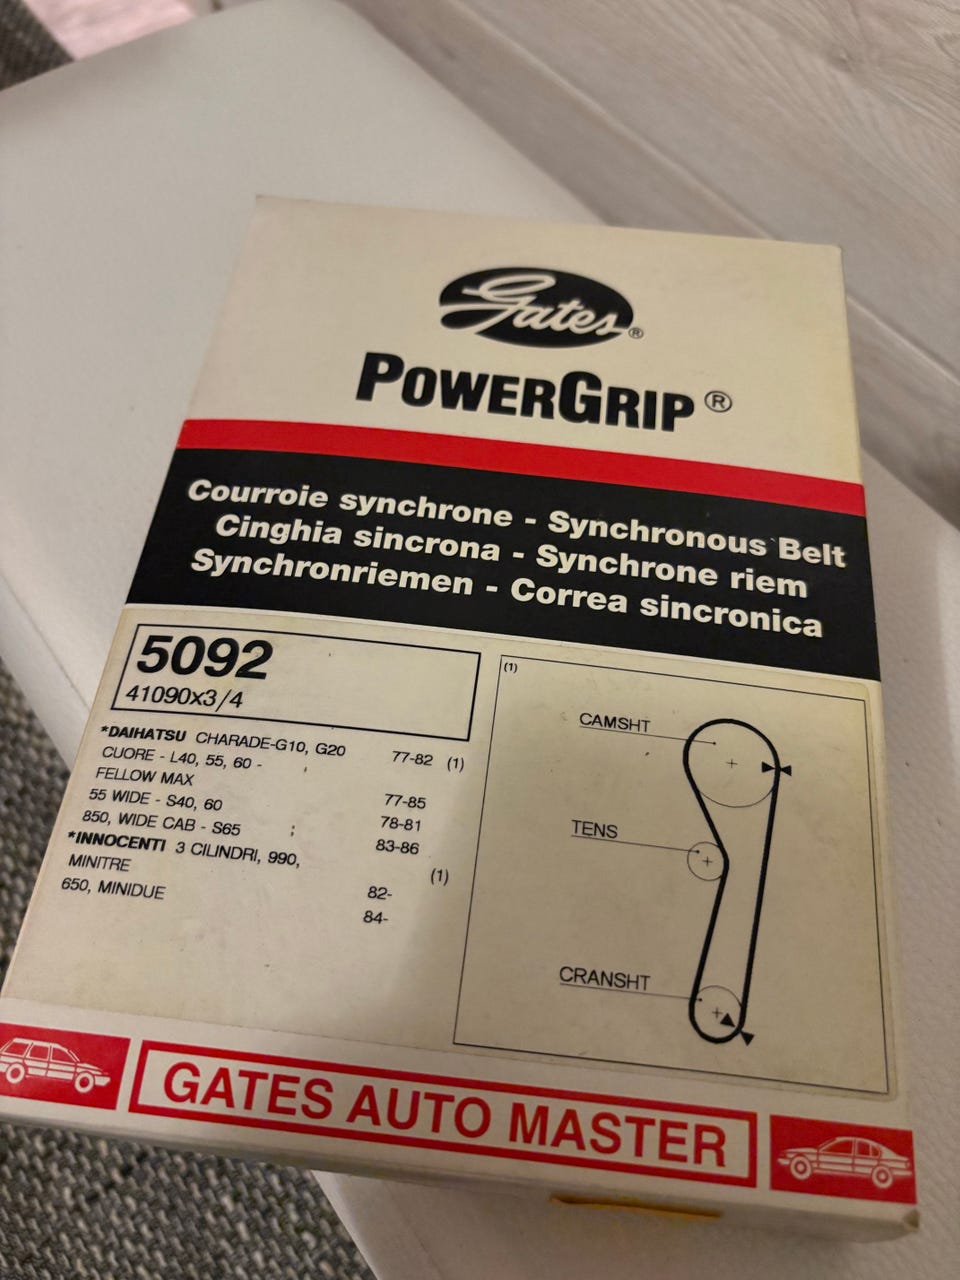 Gates®
POWERGRIP®
Courroie synchrone - Synchronous Belt
Cinghia sincrona - Synchrone riem
Synchronriemen - Correa sincronica
5092
41090x3/4
*DAIHATSU CHARADE-G10, G20 77-82 (1)
CUORE - L40, 55, 60 -
FELLOW MAX 77-85
55 WIDE - S40, 60 78-81
850, WIDE CAB - S65 83-86
*INNOCENTI 3 CILINDRI, 990, (1)
MINITRE 82-
650, MINIDUE 84-
(1)
CAMSHT
TENS
CRANSHT
GATES AUTO MASTER